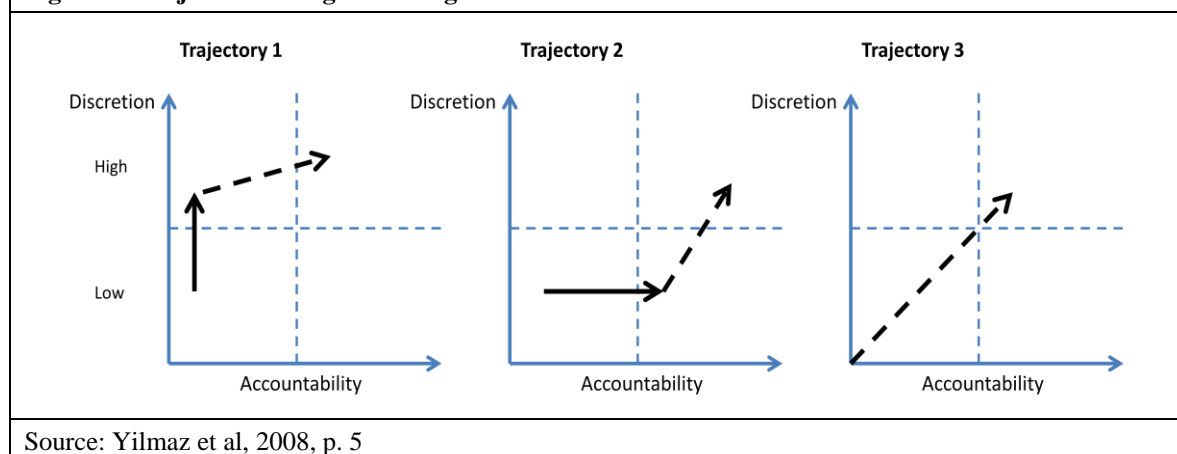 Trajectory 1
Trajectory 2
Trajectory 3
Discretion
Discretion
Discretion
High
Low
Accountability
Accountability
Accountability
Source: Yilmaz et al, 2008, p. 5